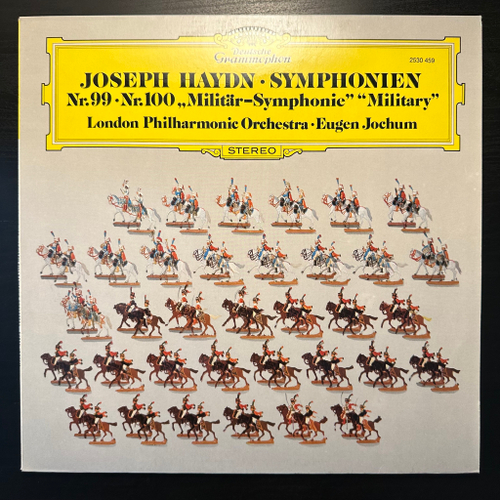 Deutsche
Grammophon
2530 459
JOSEPH HAYDN · SYMPHONIEN
Nr. 99 · Nr. 100 „Militär–Symphonie” “Military”
London Philharmonic Orchestra · Eugen Jochum
STEREO